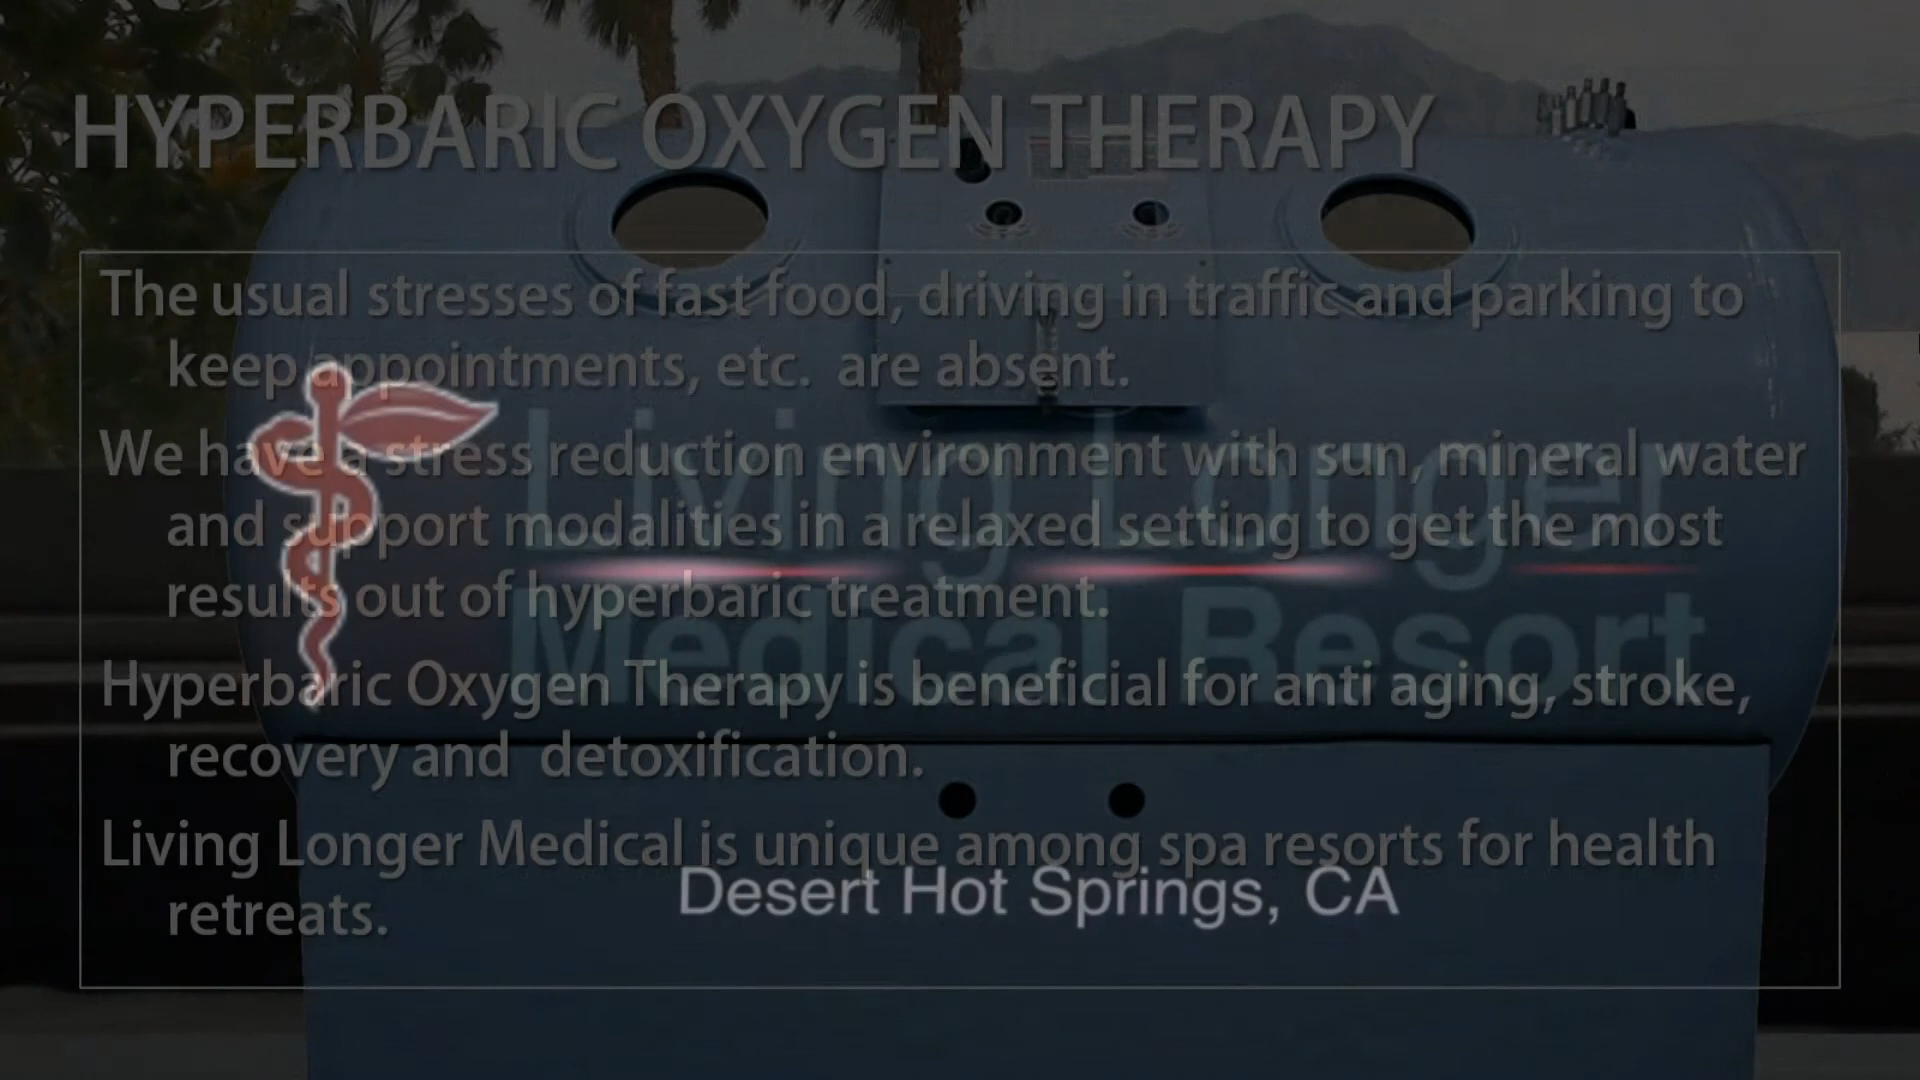 HYPERBARIC OXYGEN THERAPY
The usual stresses of fast food, driving in traffic and parking to
keep appointments, etc. are absent.
We have a stress reduction environment with sun, mineral water
and support modalities in a relaxed setting to get the most
results out of hyperbaric treatment.
Hyperbaric Oxygen Therapy is beneficial for anti aging, stroke,
recovery and detoxification.
Living Longer Medical is unique among spa resorts for health
retreats.
Living Longer
Medical Resort
Desert Hot Springs, CA